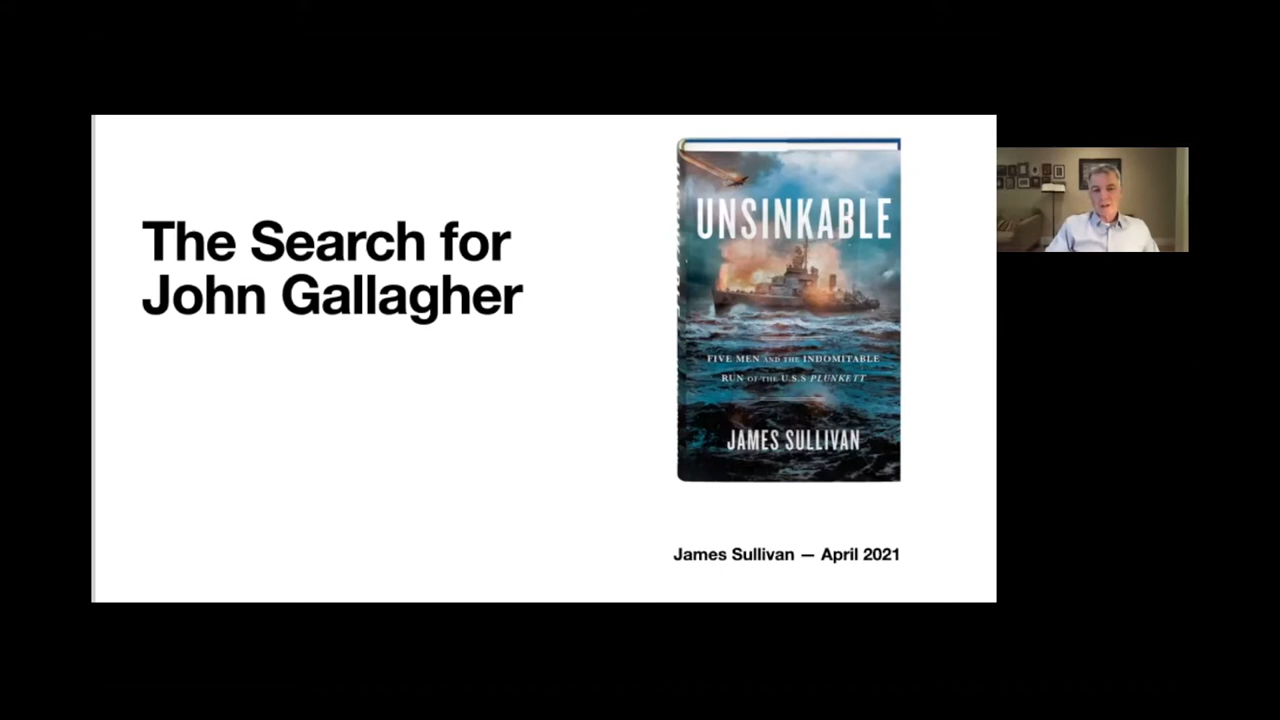 The Search for
John Gallagher
UNSINKABLE
FIVE MEN AND THE INDOMITABLE
RUN OF THE U.S.S PLUNKETT
JAMES SULLIVAN
James Sullivan — April 2021